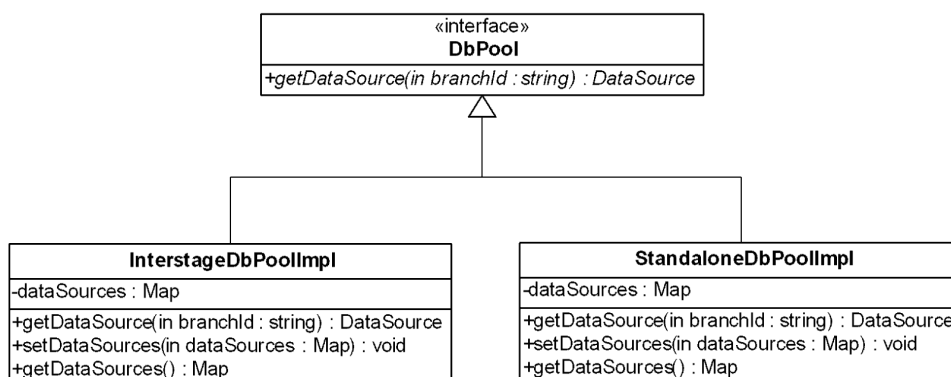 «interface»
DbPool
+getDataSource(in branchId : string) : DataSource
InterstageDbPoolImpl
-dataSources : Map
+getDataSource(in branchId : string) : DataSource
+setDataSources(in dataSources : Map) : void
+getDataSources() : Map
StandaloneDbPoolImpl
-dataSources : Map
+getDataSource(in branchId : string) : DataSource
+setDataSources(in dataSources : Map) : void
+getDataSources() : Map